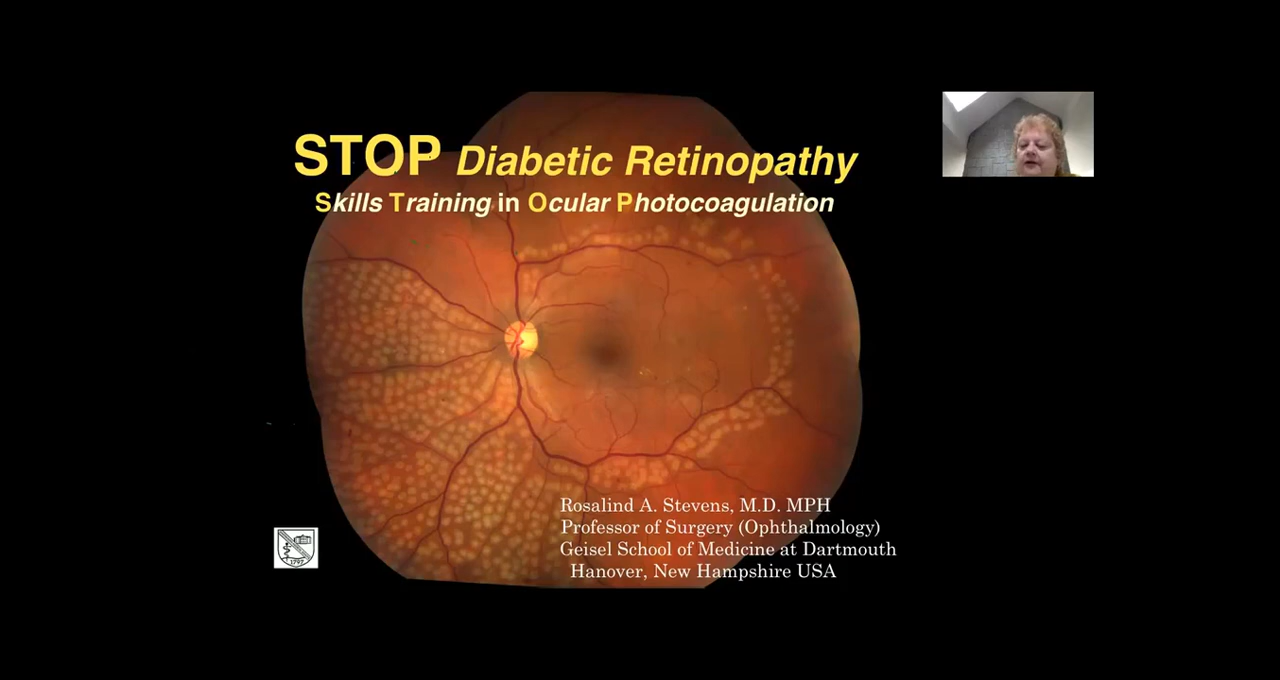 STOP Diabetic Retinopathy
Skills Training in Ocular Photocoagulation
Rosalind A. Stevens, M.D. MPH
Professor of Surgery (Ophthalmology)
Geisel School of Medicine at Dartmouth
Hanover, New Hampshire USA
1797